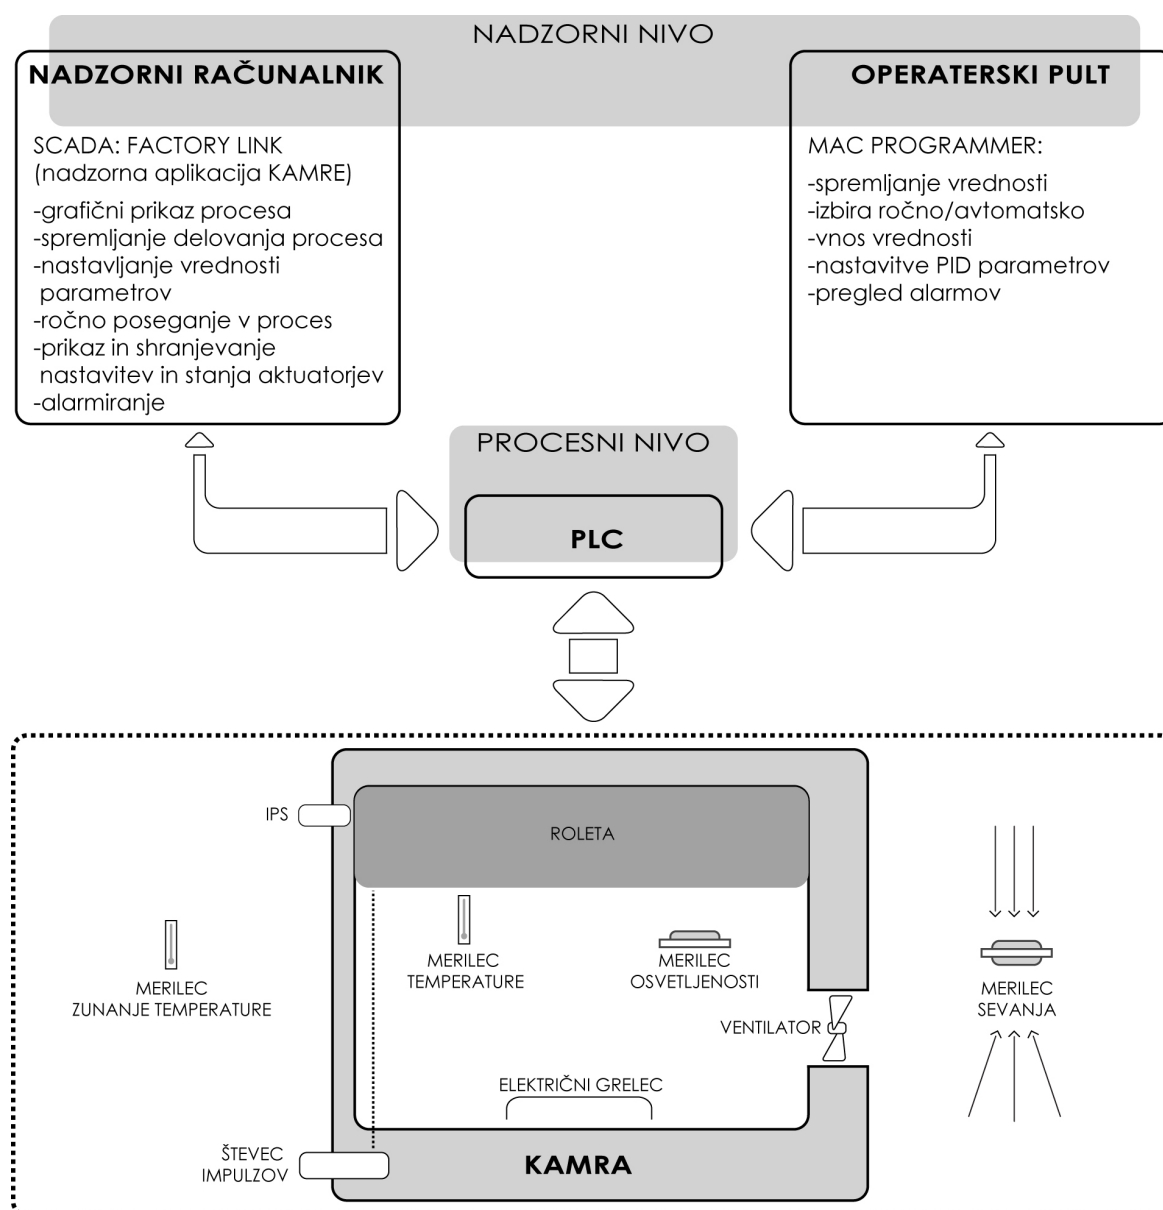 NADZORNI NIVO
NADZORNI RAČUNALNIK
SCADA: FACTORY LINK
(nadzorna aplikacija KAMRE)
-grafični prikaz procesa
-spremljanje delovanja procesa
-nastavljanje vrednosti
parametrov
-ročno poseganje v proces
-prikaz in shranjevanje
nastavitev in stanja aktuatorjev
-alarmiranje
OPERATERSKI PULT
MAC PROGRAMMER:
-spremljanje vrednosti
-izbira ročno/avtomatsko
-vnos vrednosti
-nastavitve PID parametrov
-pregled alarmov
PROCESNI NIVO
PLC
IPS
ROLETA
MERILEC
ZUNANJE TEMPERATURE
MERILEC
TEMPERATURE
MERILEC
OSVETLJENOSTI
MERILEC
SEVANJA
VENTILATOR
ELEKTRIČNI GRELEC
ŠTEVEC
IMPULZOV
KAMRA